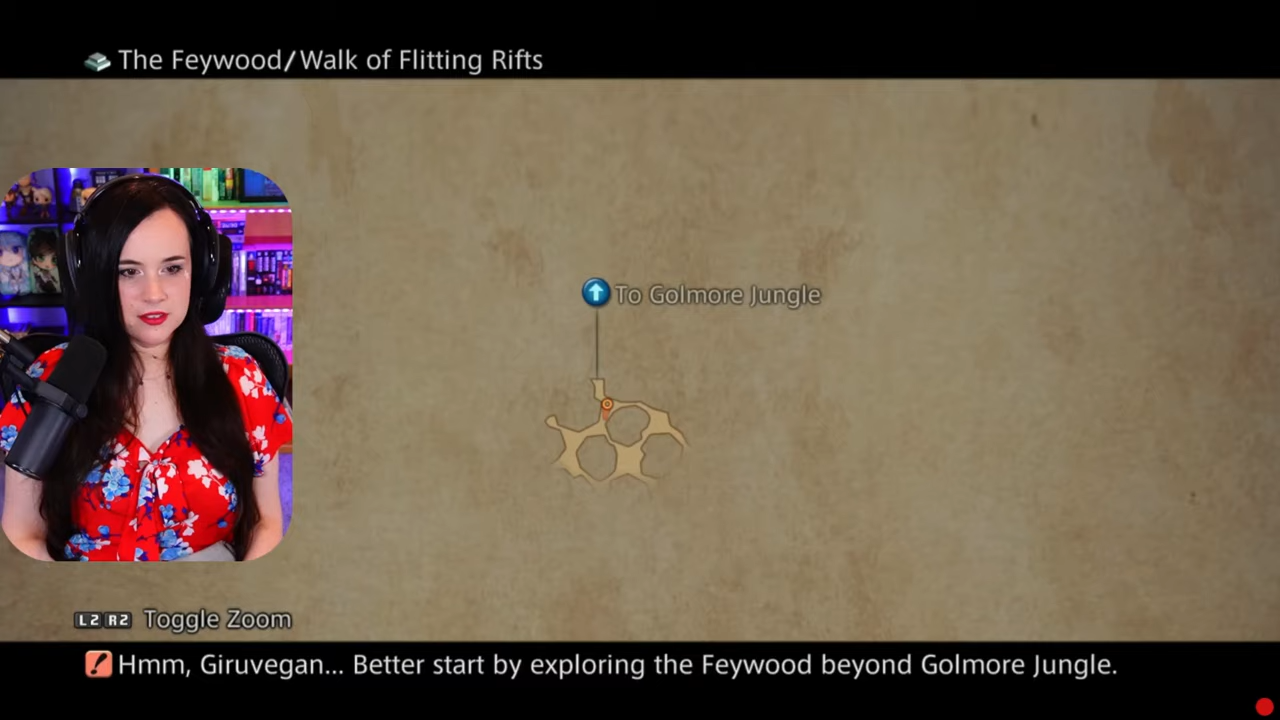 The Feywood/Walk of Flitting Rifts
To Golmore Jungle
L2 R2 Toggle Zoom
Hmm, Giruvegan... Better start by exploring the Feywood beyond Golmore Jungle.